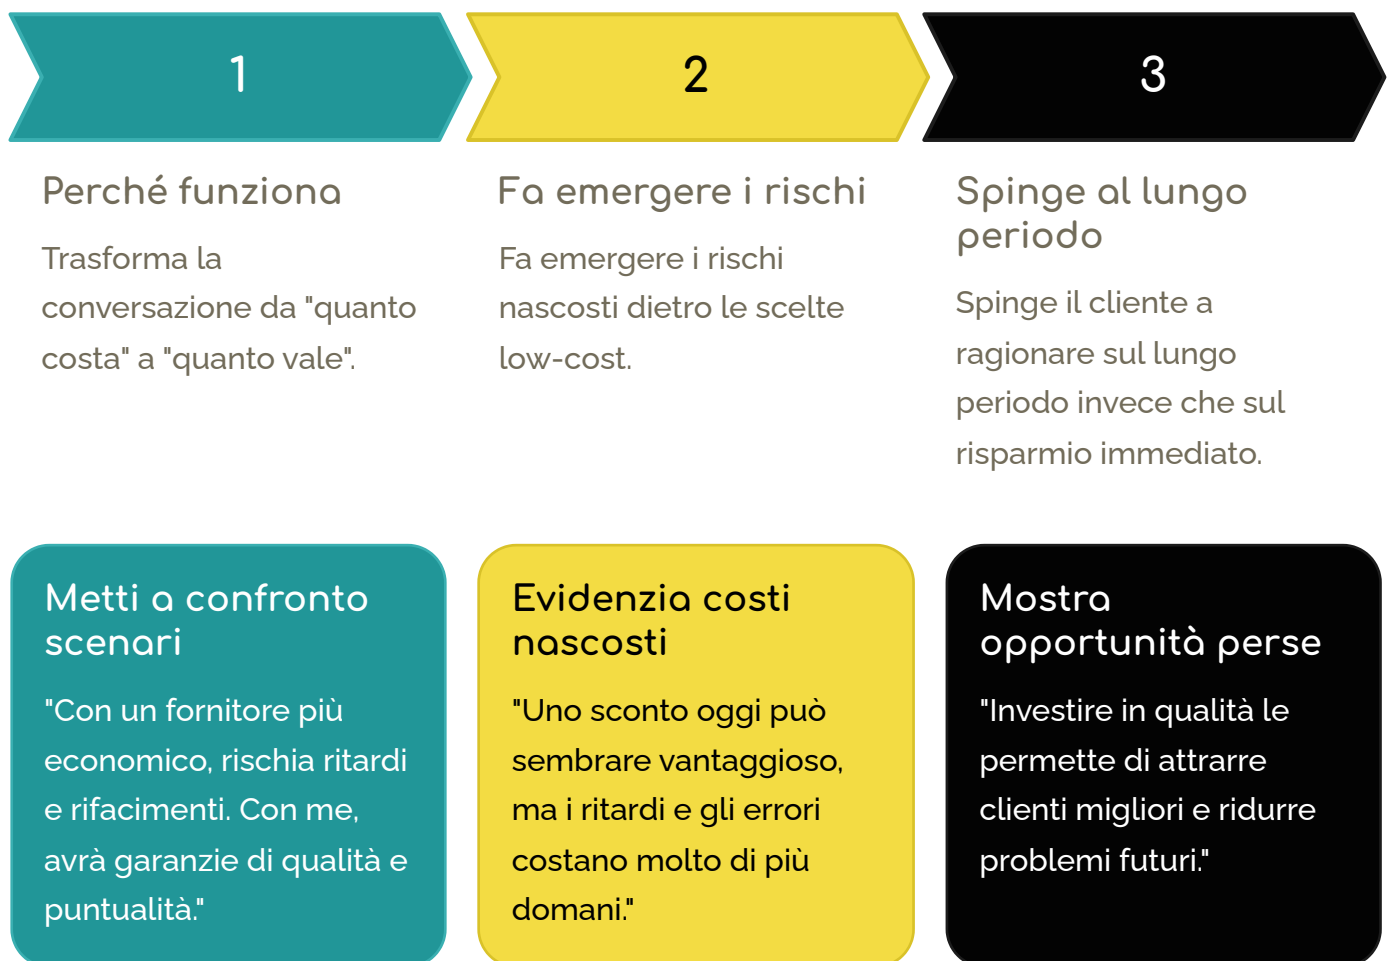 1
Perché funziona
Trasforma la
conversazione da "quanto
costa" a "quanto vale".
2
Fa emergere i rischi
Fa emergere i rischi
nascosti dietro le scelte
low-cost.
3
Spinge al lungo
periodo
Spinge il cliente a
ragionare sul lungo
periodo invece che sul
risparmio immediato.
Metti a confronto
scenari
"Con un fornitore più
economico, rischia ritardi
e rifacimenti. Con me,
avrà garanzie di qualità e
puntualità."
Evidenzia costi
nascosti
"Uno sconto oggi può
sembrare vantaggioso,
ma i ritardi e gli errori
costano molto di più
domani."
Mostra
opportunità perse
"Investire in qualità le
permette di attrarre
clienti migliori e ridurre
problemi futuri."